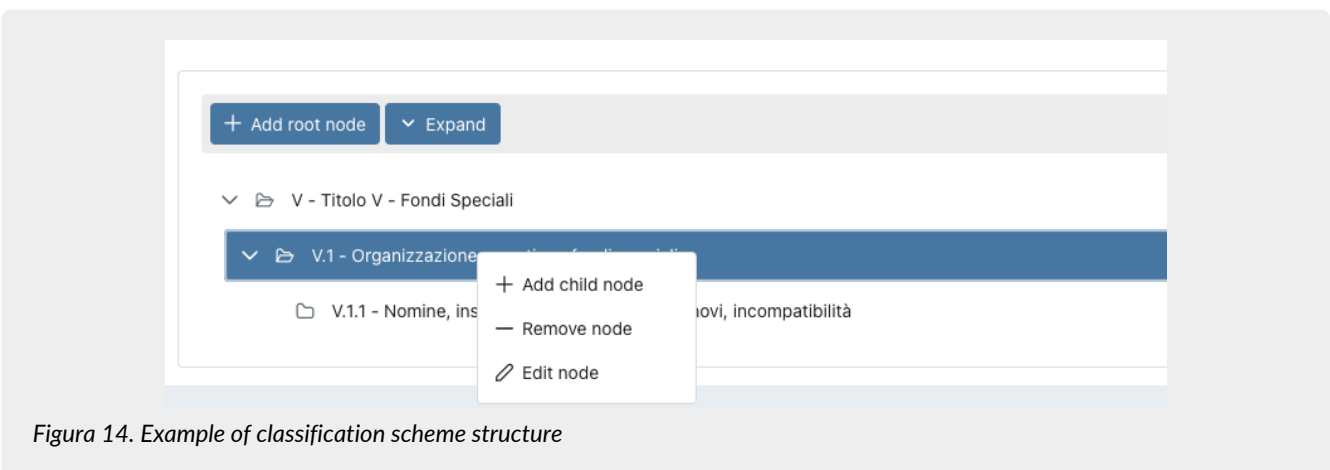 Add root node Expand
V - Titolo V - Fondi Speciali
V.1 - Organizzazione
Add child node
V.1.1 - Nomine, ins ovi, incompatibilità
Remove node
Edit node
Figura 14. Example of classification scheme structure